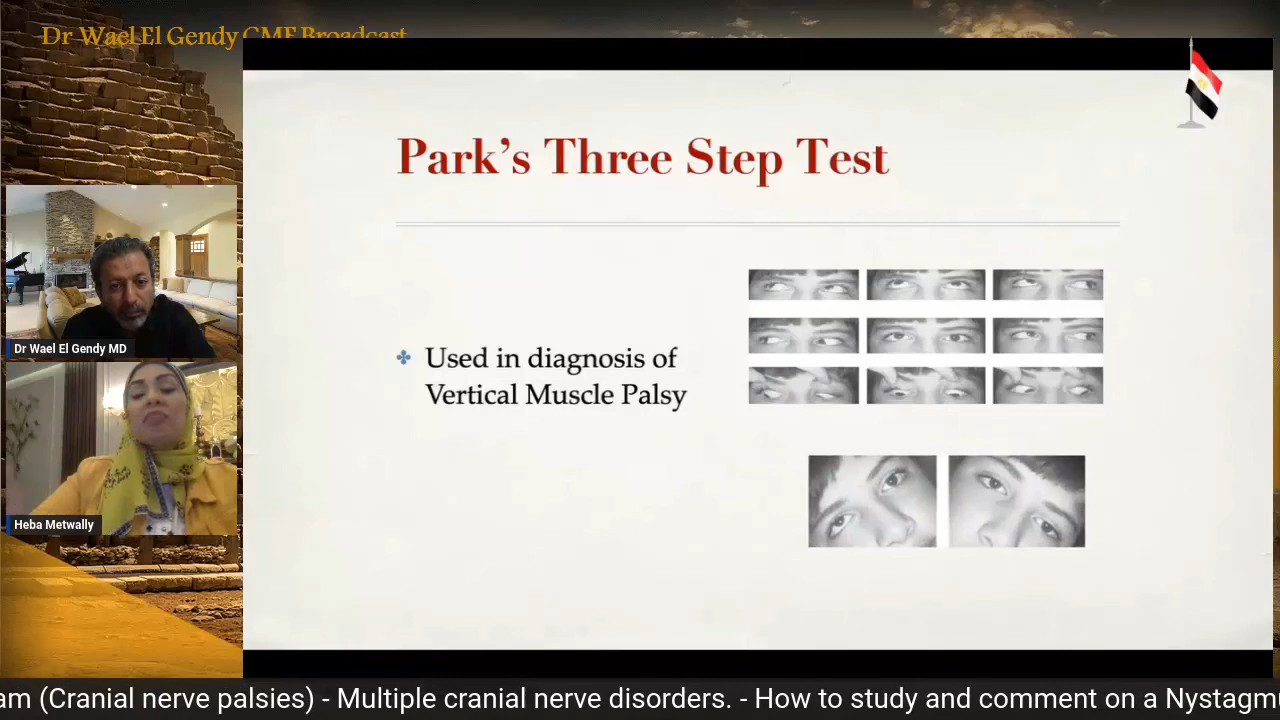 Dr Wael El Gendy CME Broadcast
Park's Three Step Test
Used in diagnosis of
Vertical Muscle Palsy
Dr Wael El Gendy MD
Heba Metwally
am (Cranial nerve palsies) - Multiple cranial nerve disorders. - How to study and comment on a Nystagm